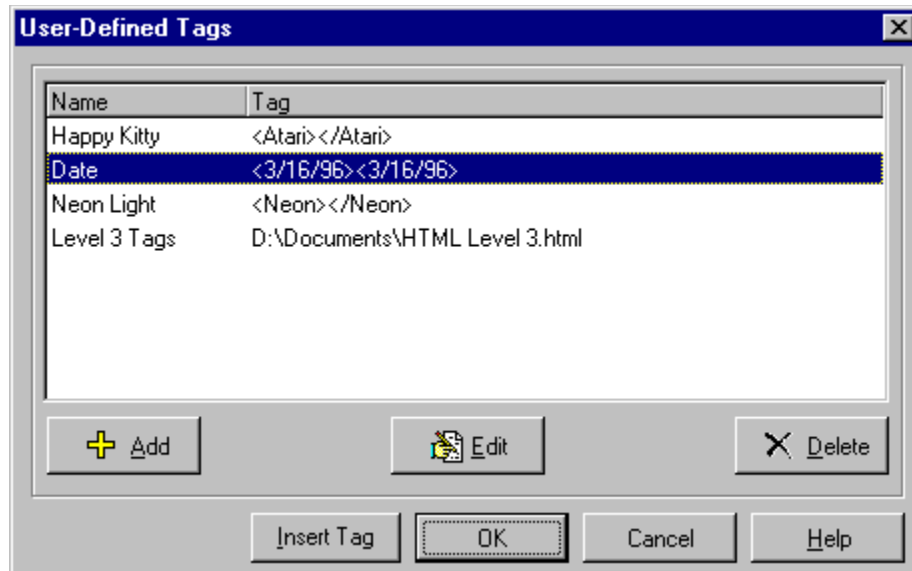 User-Defined Tags
Name Tag
Happy Kitty <Atari></Atari>
Date <3/16/96><3/16/96>
Neon Light <Neon></Neon>
Level 3 Tags D:\Documents\HTML Level 3.html
Add Edit Delete
Insert Tag OK Cancel Help